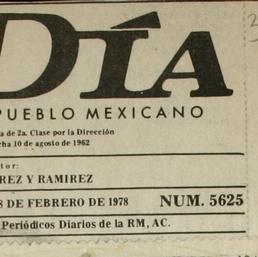 DÍA
PUEBLO MEXICANO
a de 2a. Clase por la Dirección
cha 10 de agosto de 1962
tor:
REZ Y RAMIREZ
8 DE FEBRERO DE 1978 NUM. 5625
Periódicos Diarios de la RM, AC.